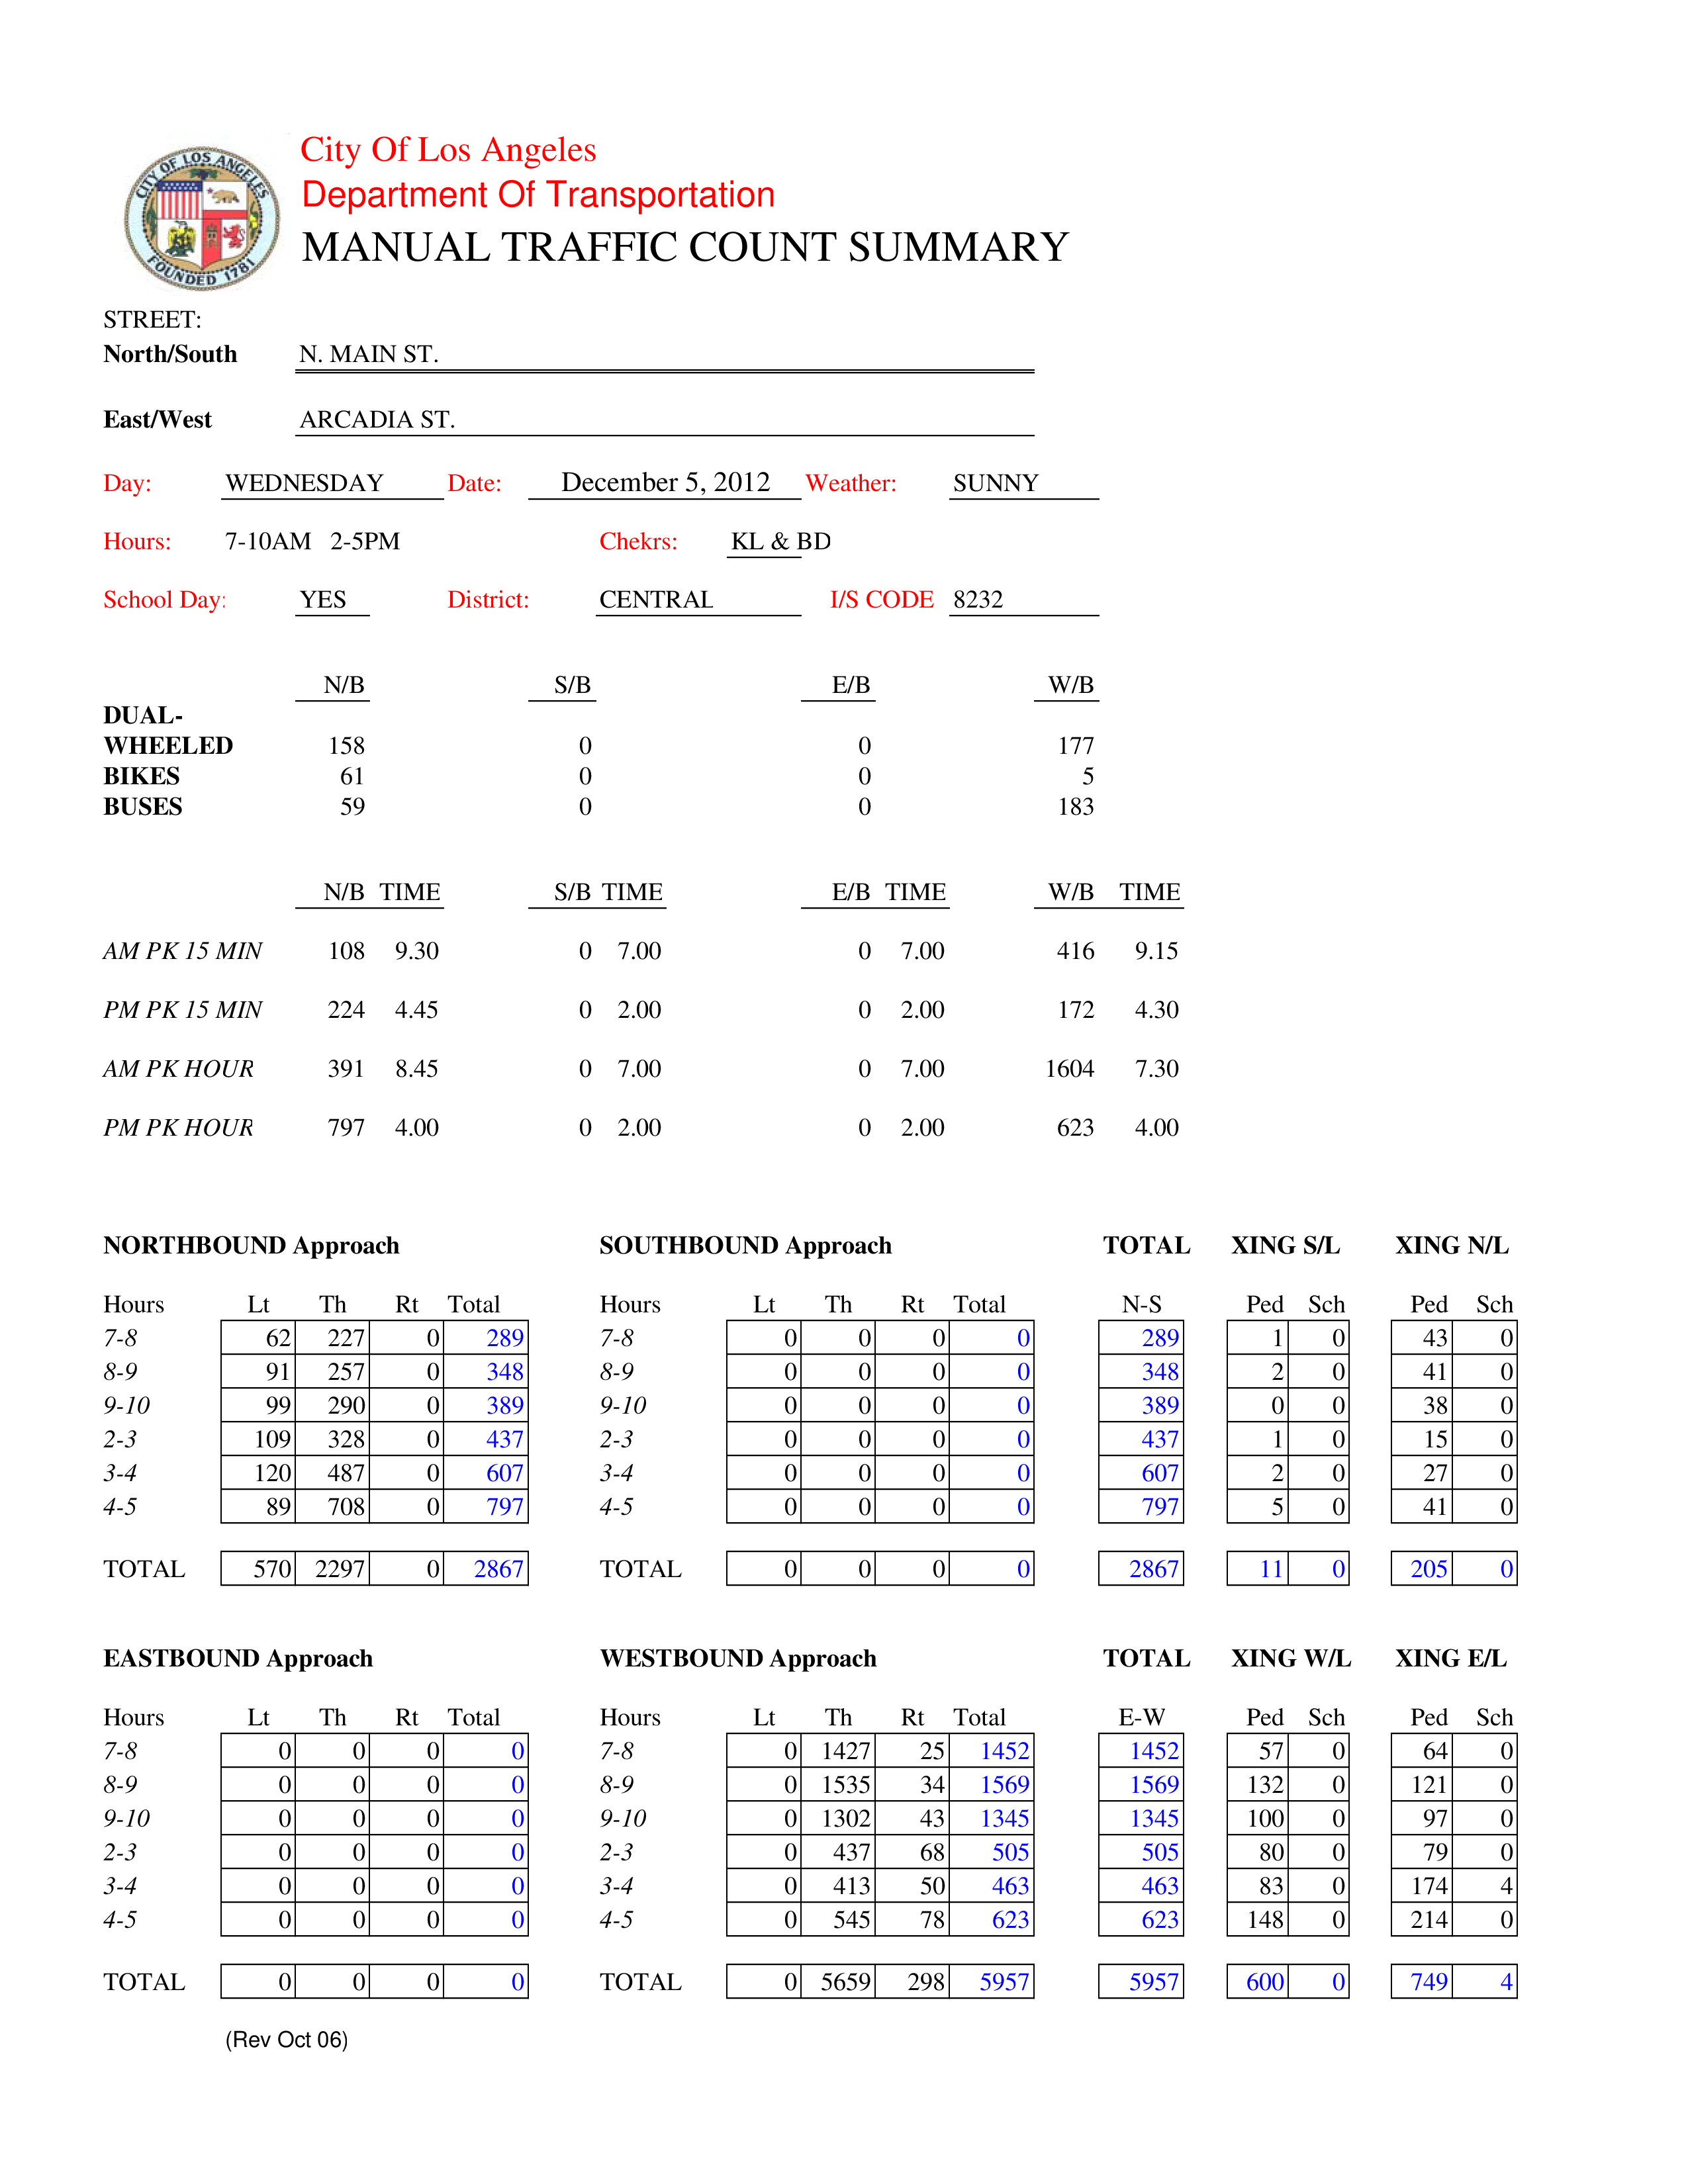 CITY OF LOS ANGELES
FOUNDED 1781
City Of Los Angeles
Department Of Transportation
MANUAL TRAFFIC COUNT SUMMARY
STREET:
North/South N. MAIN ST.
East/West ARCADIA ST.
Day: WEDNESDAY Date: December 5, 2012 Weather: SUNNY
Hours: 7-10AM 2-5PM Chekrs: KL & BD
School Day: YES District: CENTRAL I/S CODE 8232
N/B S/B E/B W/B
DUAL-
WHEELED 158 0 0 177
BIKES 61 0 0 5
BUSES 59 0 0 183
N/B TIME S/B TIME E/B TIME W/B TIME
AM PK 15 MIN 108 9.30 0 7.00 0 7.00 416 9.15
PM PK 15 MIN 224 4.45 0 2.00 0 2.00 172 4.30
AM PK HOUR 391 8.45 0 7.00 0 7.00 1604 7.30
PM PK HOUR 797 4.00 0 2.00 0 2.00 623 4.00
NORTHBOUND Approach SOUTHBOUND Approach TOTAL XING S/L XING N/L
Hours Lt Th Rt Total Hours Lt Th Rt Total N-S Ped Sch Ped Sch
7-8 62 227 0 289 7-8 0 0 0 0 289 1 0 43 0
8-9 91 257 0 348 8-9 0 0 0 0 348 2 0 41 0
9-10 99 290 0 389 9-10 0 0 0 0 389 0 0 38 0
2-3 109 328 0 437 2-3 0 0 0 0 437 1 0 15 0
3-4 120 487 0 607 3-4 0 0 0 0 607 2 0 27 0
4-5 89 708 0 797 4-5 0 0 0 0 797 5 0 41 0
TOTAL 570 2297 0 2867 TOTAL 0 0 0 0 2867 11 0 205 0
EASTBOUND Approach WESTBOUND Approach TOTAL XING W/L XING E/L
Hours Lt Th Rt Total Hours Lt Th Rt Total E-W Ped Sch Ped Sch
7-8 0 0 0 0 7-8 0 1427 25 1452 1452 57 0 64 0
8-9 0 0 0 0 8-9 0 1535 34 1569 1569 132 0 121 0
9-10 0 0 0 0 9-10 0 1302 43 1345 1345 100 0 97 0
2-3 0 0 0 0 2-3 0 437 68 505 505 80 0 79 0
3-4 0 0 0 0 3-4 0 413 50 463 463 83 0 174 4
4-5 0 0 0 0 4-5 0 545 78 623 623 148 0 214 0
TOTAL 0 0 0 0 TOTAL 0 5659 298 5957 5957 600 0 749 4
(Rev Oct 06)